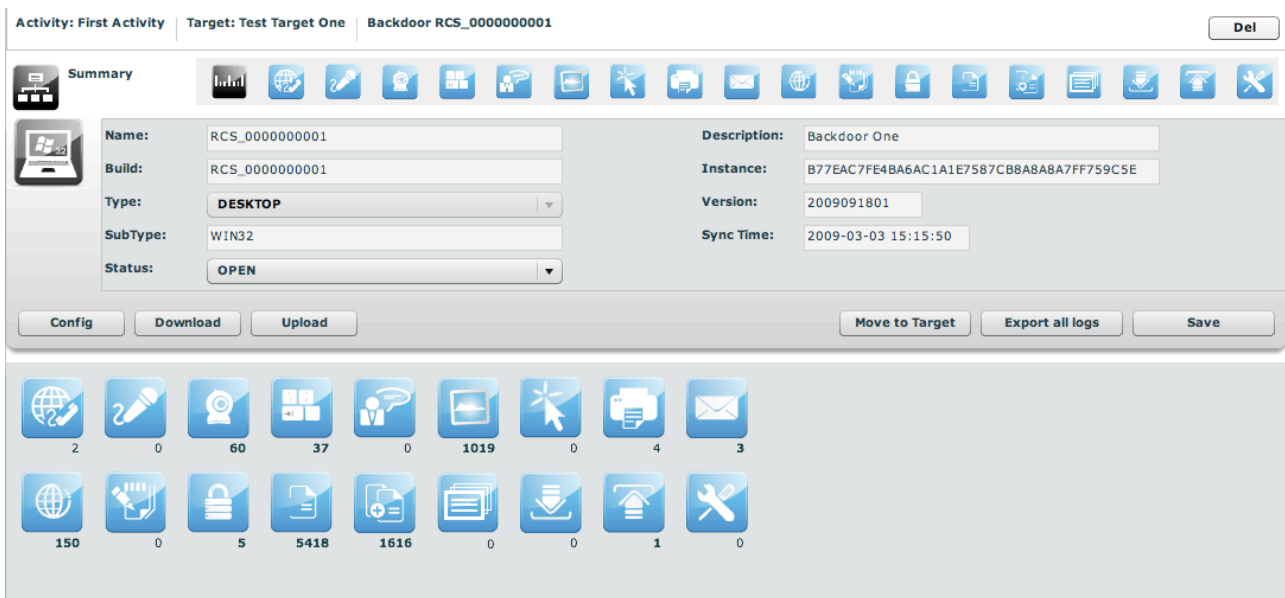 Activity: First Activity Target: Test Target One Backdoor RCS_0000000001 Del
Summary
32
Name: RCS_0000000001 Description: Backdoor One
Build: RCS_0000000001 Instance: B77EAC7FE4BA6AC1A1E7587CB8A8A8A7FF759C5E
Type: DESKTOP Version: 2009091801
SubType: WIN32 Sync Time: 2009-03-03 15:15:50
Status: OPEN
Config Download Upload Move to Target Export all logs Save
2 0 60 37 0 1019 0 4 3
150 0 5 5418 1616 0 0 1 0